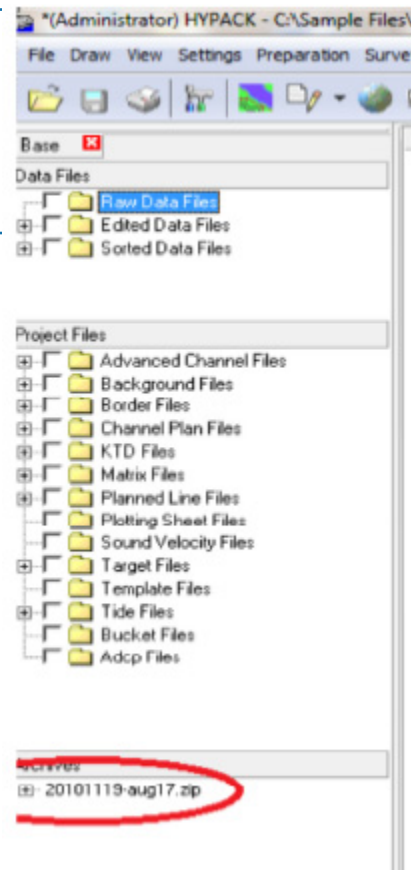 *(Administrator) HYPACK - C:\Sample Files\
File Draw View Settings Preparation Surve
Base
Data Files
Raw Data Files
Edited Data Files
Sorted Data Files
Project Files
Advanced Channel Files
Background Files
Border Files
Channel Plan Files
KTD Files
Matrix Files
Planned Line Files
Plotting Sheet Files
Sound Velocity Files
Target Files
Template Files
Tide Files
Bucket Files
Adcp Files
Archives
20101119-aug17.zip